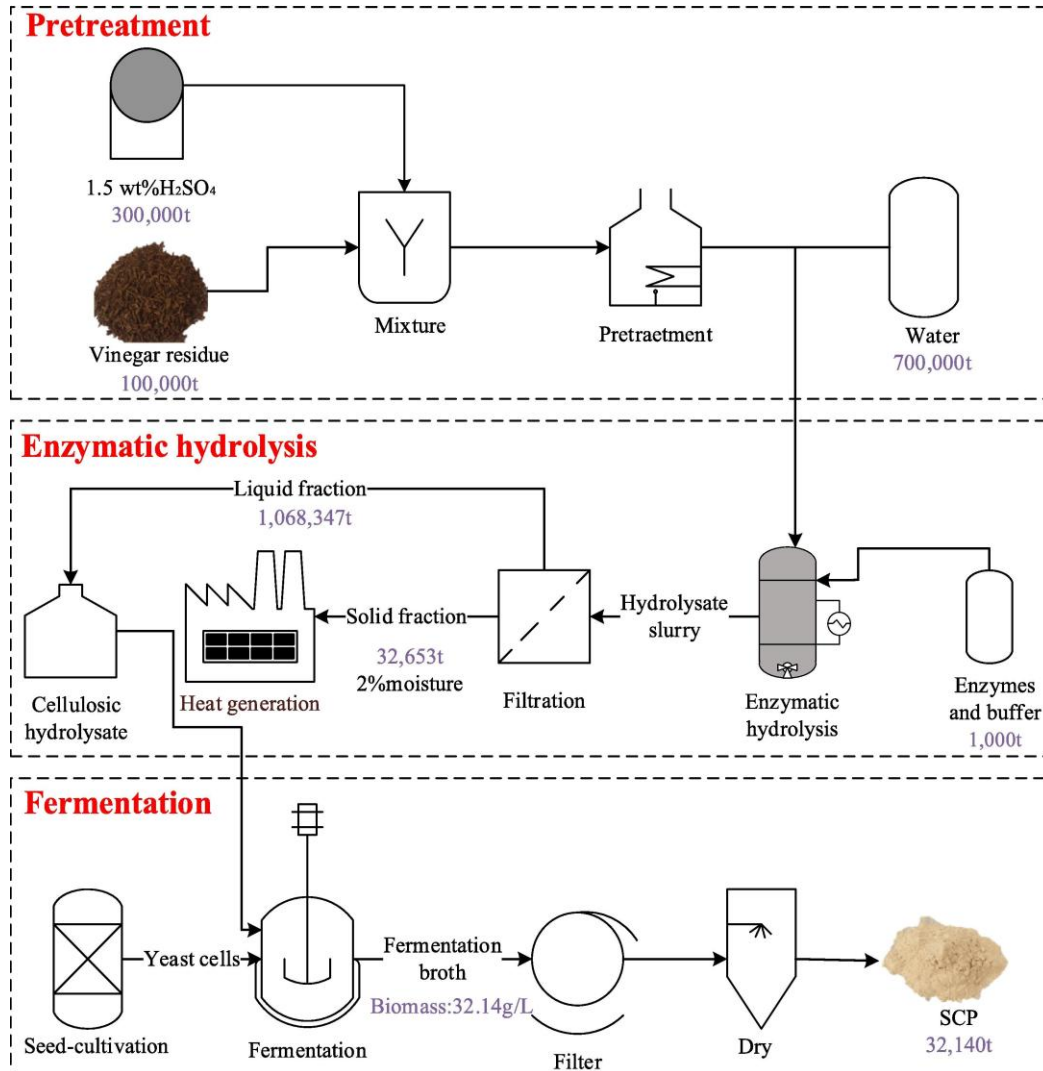 Pretreatment
1.5 wt%H₂SO₄
300,000t
Vinegar residue
100,000t
Mixture
Pretraetment
Water
700,000t
Enzymatic hydrolysis
Liquid fraction
1,068,347t
Cellulosic
hydrolysate
Heat generation
Solid fraction
32,653t
2%moisture
Filtration
Hydrolysate
slurry
Enzymatic
hydrolysis
Enzymes
and buffer
1,000t
Fermentation
Seed-cultivation
Yeast cells
Fermentation
Fermentation
broth
Biomass:32.14g/L
Filter
Dry
SCP
32,140t